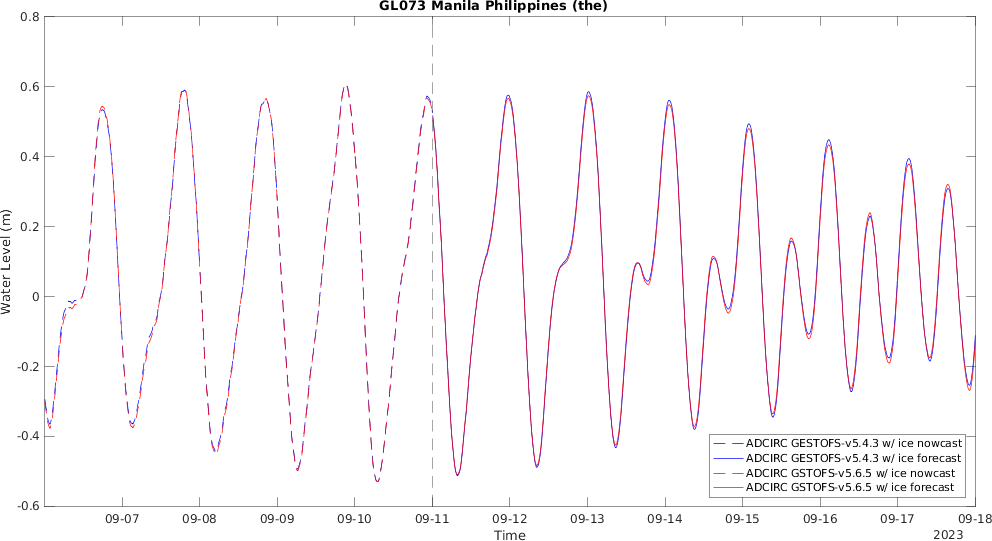 GL073 Manila Philippines (the)
0.8
0.6
0.4
0.2
0
-0.2
-0.4
-0.6
Water Level (m)
ADCIRC GESTOFS-v5.4.3 w/ ice nowcast
ADCIRC GESTOFS-v5.4.3 w/ ice forecast
ADCIRC GSTOFS-v5.6.5 w/ ice nowcast
ADCIRC GSTOFS-v5.6.5 w/ ice forecast
09-07 09-08 09-09 09-10 09-11 09-12 09-13 09-14 09-15 09-16 09-17 09-18
Time
2023